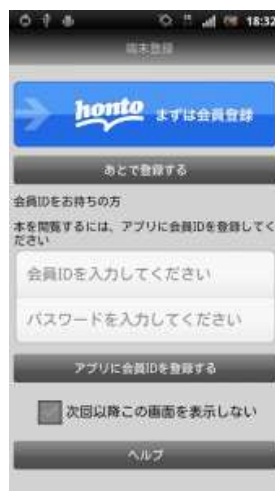 18:32
端末登録
honto まずは会員登録
あとで登録する
会員IDをお持ちの方
本を閲覧するには、アプリに会員IDを登録してく
ださい
会員IDを入力してください
パスワードを入力してください
アプリに会員IDを登録する
次回以降この画面を表示しない
ヘルプ